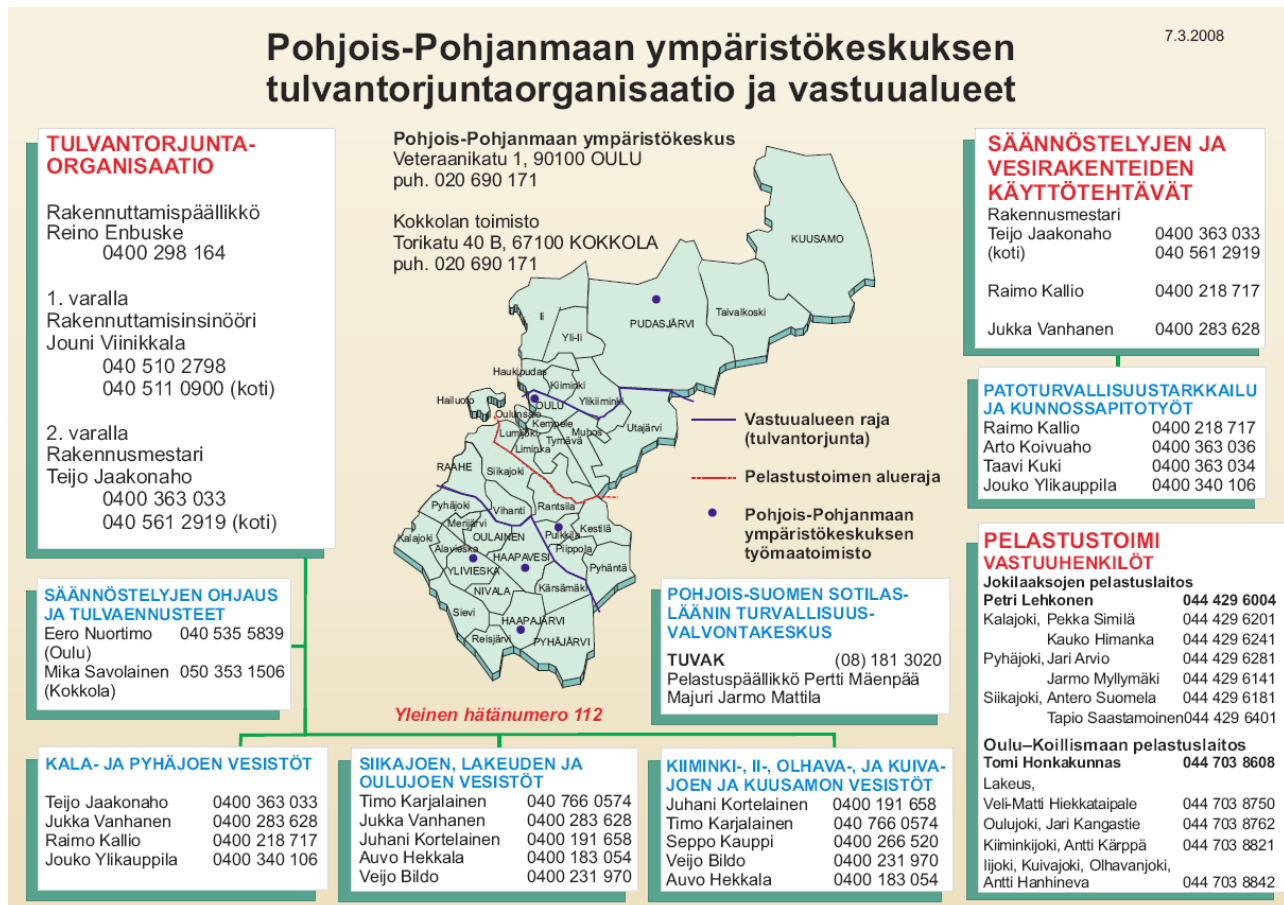 Pohjois-Pohjanmaan ympäristökeskuksen
tulvantorjuntaorganisaatio ja vastuualueet
7.3.2008
TULVANTORJUNTA-
ORGANISAATIO
Rakennuttamispäällikkö
Reino Enbuske
0400 298 164
1. varalla
Rakennuttamisinsinööri
Jouni Viinikkala
040 510 2798
040 511 0900 (koti)
2. varalla
Rakennusmestari
Teijo Jaakonaho
0400 363 033
040 561 2919 (koti)
SÄÄNNÖSTELYJEN OHJAUS
JA TULVAENNUSTEET
Eero Nuortimo 040 535 5839
(Oulu)
Mika Savolainen 050 353 1506
(Kokkola)
Pohjois-Pohjanmaan ympäristökeskus
Veteraanikatu 1, 90100 OULU
puh. 020 690 171
Kokkolan toimisto
Torikatu 40 B, 67100 KOKKOLA
puh. 020 690 171
KUUSAMO
Taivalkoski
PUDASJÄRVI
Ii
Yli-Ii
Haukipudas
Kiiminki
Ylikiiminki
Hailuoto
OULU
Oulunsalo
Kempele
Lumijoki
Tyrnävä
Muhos
Utajärvi
Liminka
RAAHE
Siikajoki
Pyhäjoki
Vihanti
Rantsila
Merijärvi
Kalajoki
OULAINEN
Pulkkila
Kestilä
Alavieska
HAAPAVESI
Piippola
YLIVIESKA
Pyhäntä
NIVALA
Kärsämäki
Sievi
HAAPAJÄRVI
Reisjärvi
PYHÄJÄRVI
Vastuualueen raja
(tulvantorjunta)
Pelastustoimen alueraja
Pohjois-Pohjanmaan
ympäristökeskuksen
työmaatoimisto
POHJOIS-SUOMEN SOTILAS-
LÄÄNIN TURVALLISUUS-
VALVONTAKESKUS
TUVAK (08) 181 3020
Pelastuspäällikkö Pertti Mäenpää
Majuri Jarmo Mattila
Yleinen hätänumero 112
SÄÄNNÖSTELYJEN JA
VESIRAKENTEIDEN
KÄYTTÖTEHTÄVÄT
Rakennusmestari
Teijo Jaakonaho 0400 363 033
(koti) 040 561 2919
Raimo Kallio 0400 218 717
Jukka Vanhanen 0400 283 628
PATOTURVALLISUUSTARKKAILU
JA KUNNOSSAPITOTYÖT
Raimo Kallio 0400 218 717
Arto Koivuaho 0400 363 036
Taavi Kuki 0400 363 034
Jouko Ylikauppila 0400 340 106
PELASTUSTOIMI
VASTUUHENKILÖT
Jokilaaksojen pelastuslaitos
Petri Lehkonen 044 429 6004
Kalajoki, Pekka Similä 044 429 6201
Kauko Himanka 044 429 6241
Pyhäjoki, Jari Arvio 044 429 6281
Jarmo Myllymäki 044 429 6141
Siikajoki, Antero Suomela 044 429 6181
Tapio Saastamoinen 044 429 6401
Oulu–Koillismaan pelastuslaitos
Tomi Honkakunnas 044 703 8608
Lakeus,
Veli-Matti Hiekkataipale 044 703 8750
Oulujoki, Jari Kangastie 044 703 8762
Kiiminkijoki, Antti Kärppä 044 703 8821
Iijoki, Kuivajoki, Olhavanjoki,
Antti Hanhineva 044 703 8842
KALA- JA PYHÄJOEN VESISTÖT
Teijo Jaakonaho 0400 363 033
Jukka Vanhanen 0400 283 628
Raimo Kallio 0400 218 717
Jouko Ylikauppila 0400 340 106
SIIKAJOEN, LAKEUDEN JA
OULUJOEN VESISTÖT
Timo Karjalainen 040 766 0574
Jukka Vanhanen 0400 283 628
Juhani Kortelainen 0400 191 658
Auvo Hekkala 0400 183 054
Veijo Bildo 0400 231 970
KIIMINKI-, II-, OLHAVA-, JA KUIVA-
JOEN JA KUUSAMON VESISTÖT
Juhani Kortelainen 0400 191 658
Timo Karjalainen 040 766 0574
Seppo Kauppi 0400 266 520
Veijo Bildo 0400 231 970
Auvo Hekkala 0400 183 054